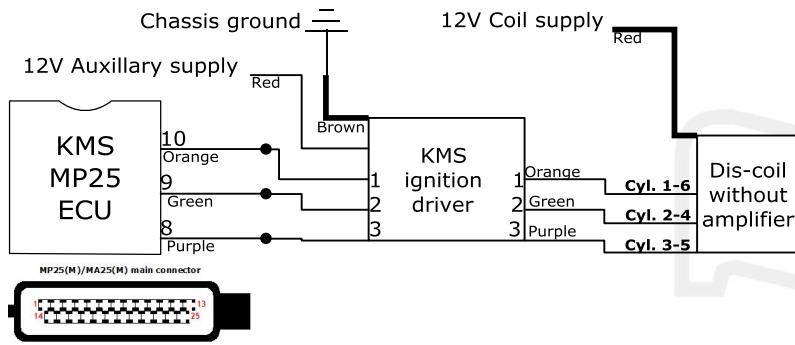 Chassis ground
12V Coil supply
Red
12V Auxillary supply
Red
Brown
KMS
MP25
ECU
10
Orange
9
Green
8
Purple
KMS
ignition
driver
1
2
3
1
Orange
2
Green
3
Purple
Cyl. 1-6
Cyl. 2-4
Cyl. 3-5
Dis-coil
without
amplifier
MP25(M)/MA25(M) main connector
1
13
14
25